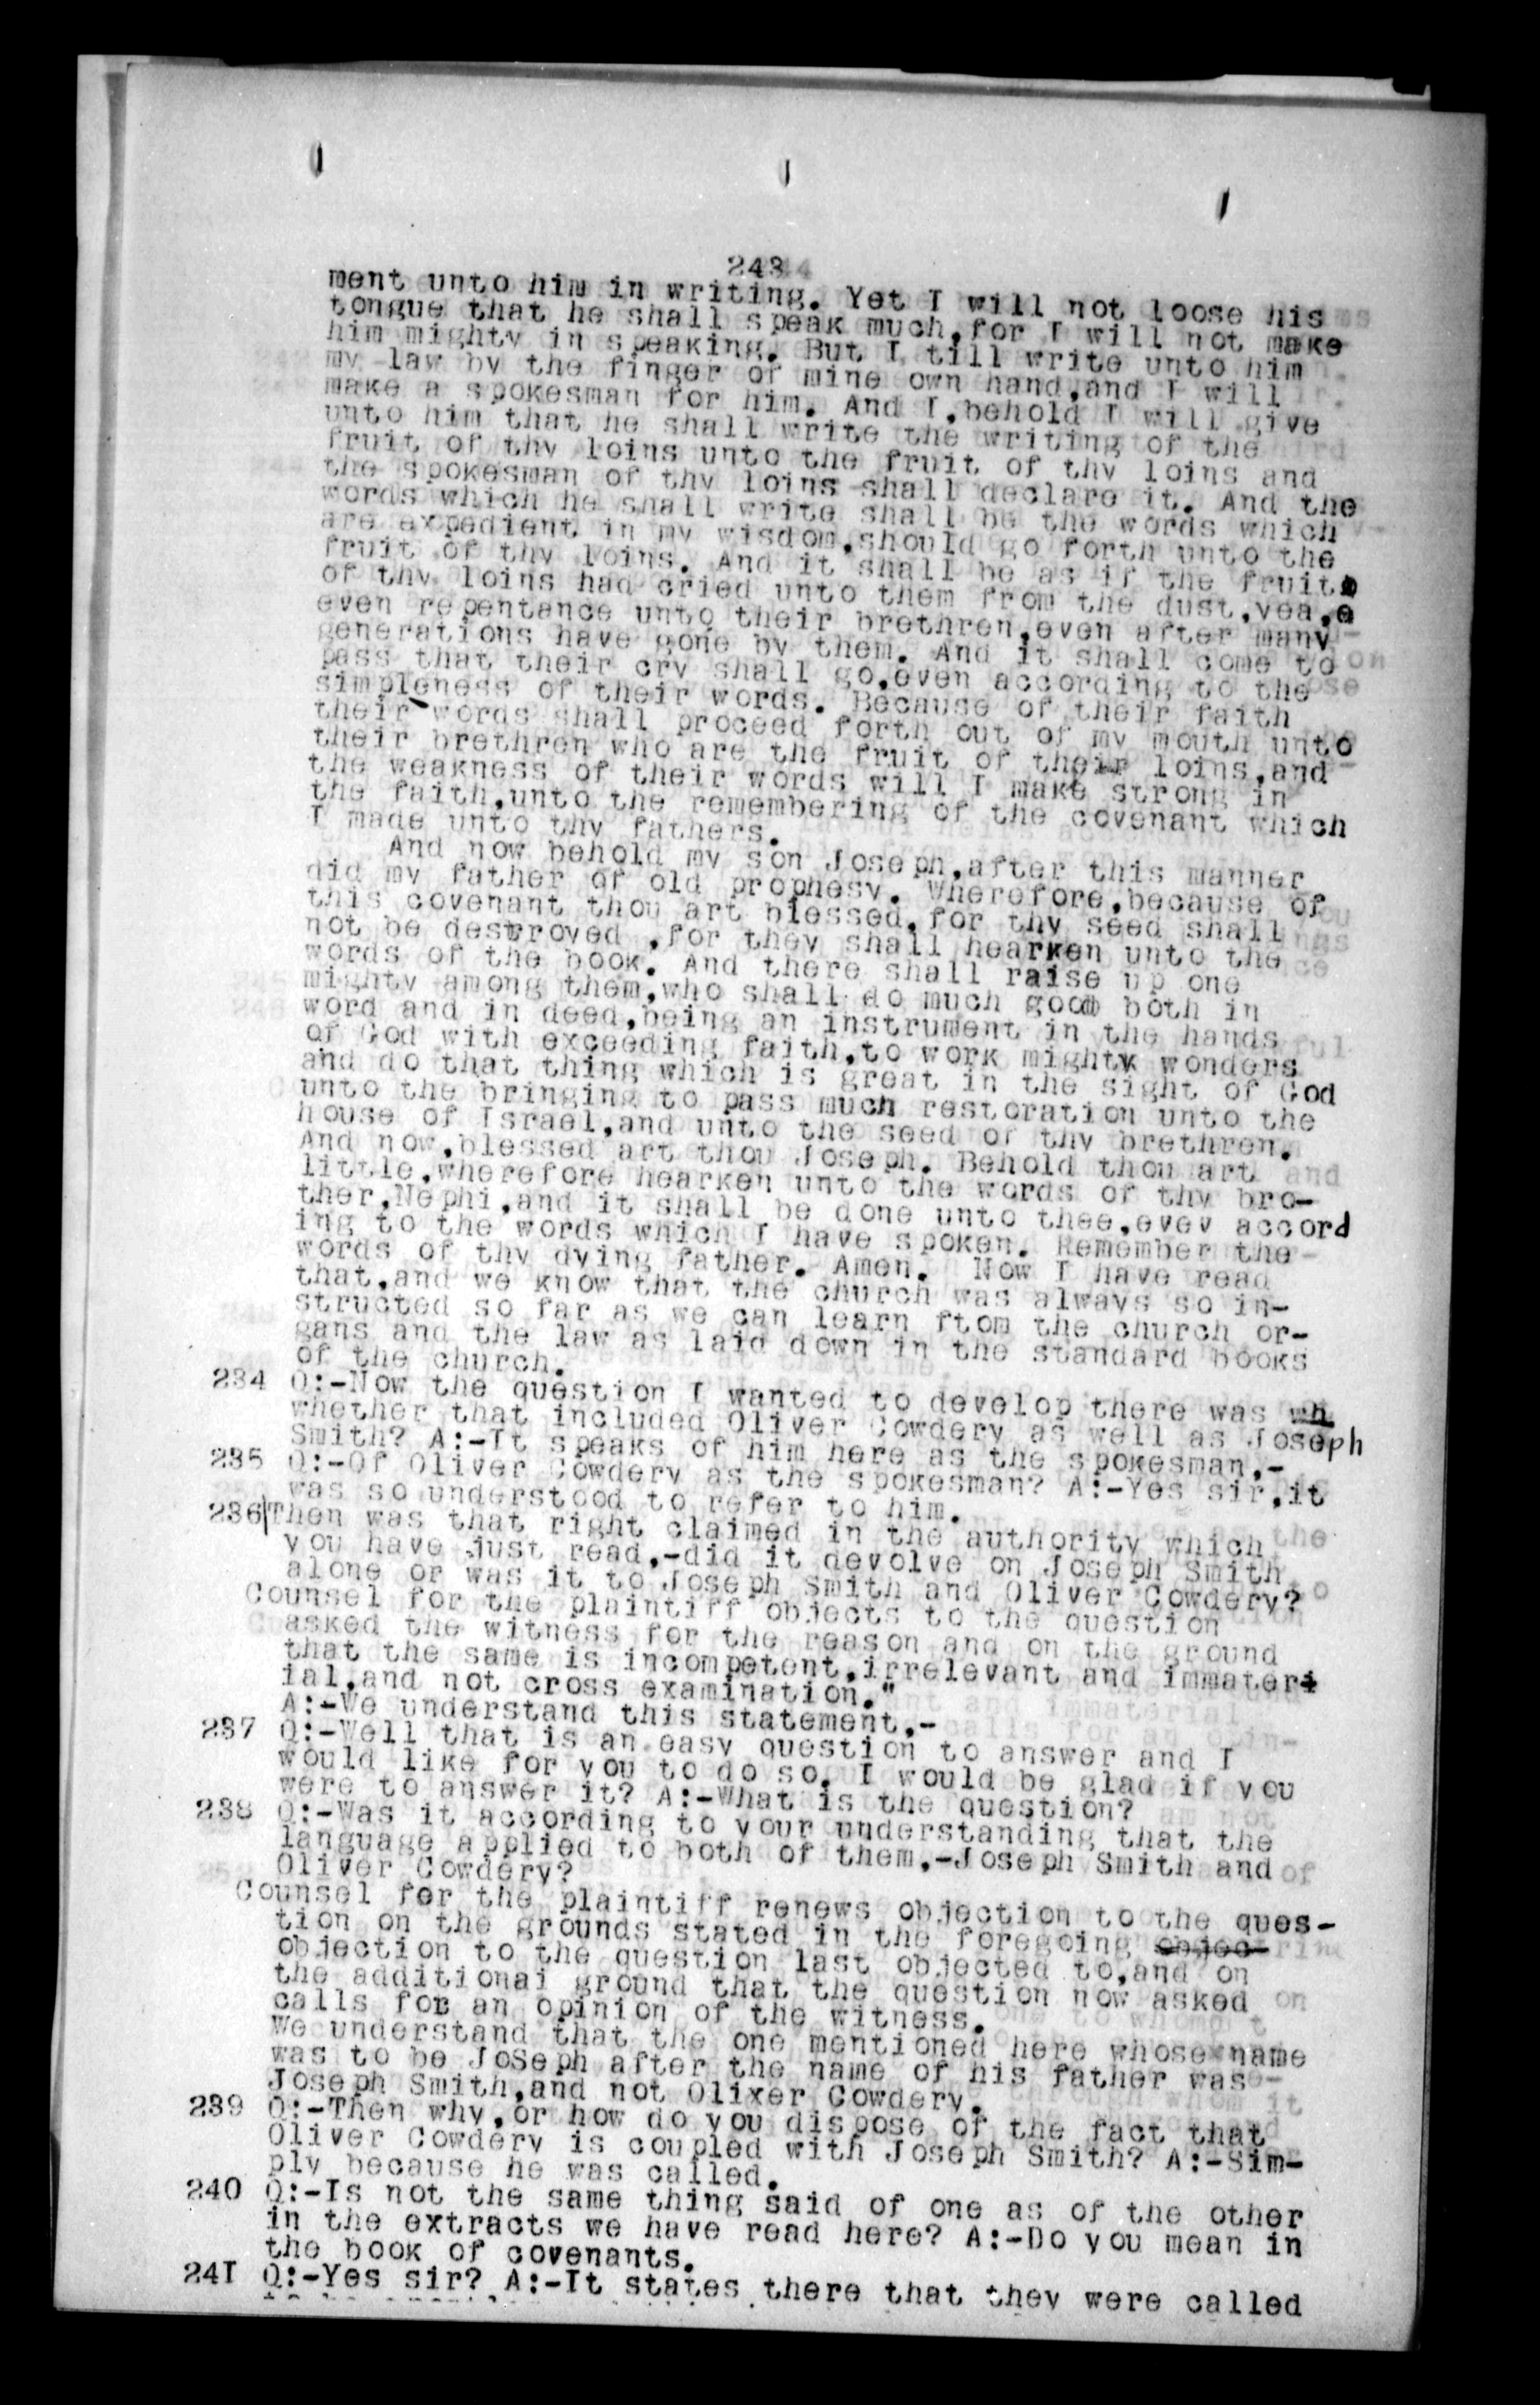 243
ment unto him in writing. Yet I will not loose his
tongue that he shall speak much,for I will not make
him mighty in speaking. But I till write unto him
my law by the finger of mine own hand,and I will
make a spokesman for him. And I,behold I will give
unto him that he shall write the writing of the
fruit of thy loins unto the fruit of thy loins and
the spokesman of thy loins shall declare it. And the
words which he shall write shall be the words which
are expedient in my wisdom,should go forth unto the
fruit of thy loins. And it shall be as if the fruit
of thy loins had cried unto them from the dust,yea,
even repentance unto their brethren,even after many
generations have gone by them. And it shall come to
pass that their cry shall go,even according to the
simpleness of their words. Because of their faith
their words shall proceed forth out of my mouth unto
their brethren who are the fruit of their loins,and
the weakness of their words will I make strong in
the faith,unto the remembering of the covenant which
I made unto thy fathers.
And now behold my son Joseph,after this manner
did my father of old prophesy. Wherefore,because of
this covenant thou art blessed,for thy seed shall
not be destroyed ,for they shall hearken unto the
words of the book. And there shall raise up one
mighty among them,who shall do much good both in
word and in deed,being an instrument in the hands
of God with exceeding faith,to work mighty wonders
and do that thing which is great in the sight of God
unto the bringing to pass much restoration unto the
house of Israel,and unto the seed of thy brethren.
And now,blessed art thou Joseph. Behold thou art
little,wherefore hearken unto the words of thy bro-
ther,Nephi,and it shall be done unto thee,evev accord
ing to the words which I have spoken. Remember the
words of thy dying father. Amen. Now I have read
that,and we know that the church was always so in-
structed so far as we can learn ftom the church or-
gans and the law as laid down in the standard books
of the church.
234 Q:-Now the question I wanted to develop there was wh
whether that included Oliver Cowdery as well as Joseph
Smith? A:-It speaks of him here as the spokesman,-
235 Q:-Of Oliver Cowdery as the spokesman? A:-Yes sir,it
was so understood to refer to him.
236 Then was that right claimed in the authority which
you have just read,-did it devolve on Joseph Smith
alone or was it to Joseph Smith and Oliver Cowdery?
Counsel for the plaintiff objects to the question
asked the witness for the reason and on the ground
that the same is incompetent,irrelevant and immateri
ial,and not cross examination."
A:-We understand this statement,-
237 Q:-Well that is an easy question to answer and I
would like for you to do so. I would be glad if you
were to answer it? A:-What is the question?
238 Q:-Was it according to your understanding that the
language applied to both of them,-Joseph Smith and
Oliver Cowdery?
Counsel for the plaintiff renews objection to the ques-
tion on the grounds stated in the foregoing objec-
objection to the question last objected to,and on
the additional ground that the question now asked
calls for an opinion of the witness.
We understand that the one mentioned here whose name
was to be JoSeph after the name of his father was
Joseph Smith,and not Olixer Cowdery.
239 Q:-Then why,or how do you dispose of the fact that
Oliver Cowdery is coupled with Joseph Smith? A:-Sim-
ply because he was called.
240 Q:-Is not the same thing said of one as of the other
in the extracts we have read here? A:-Do you mean in
the book of covenants.
241 Q:-Yes sir? A:-It states there that they were called